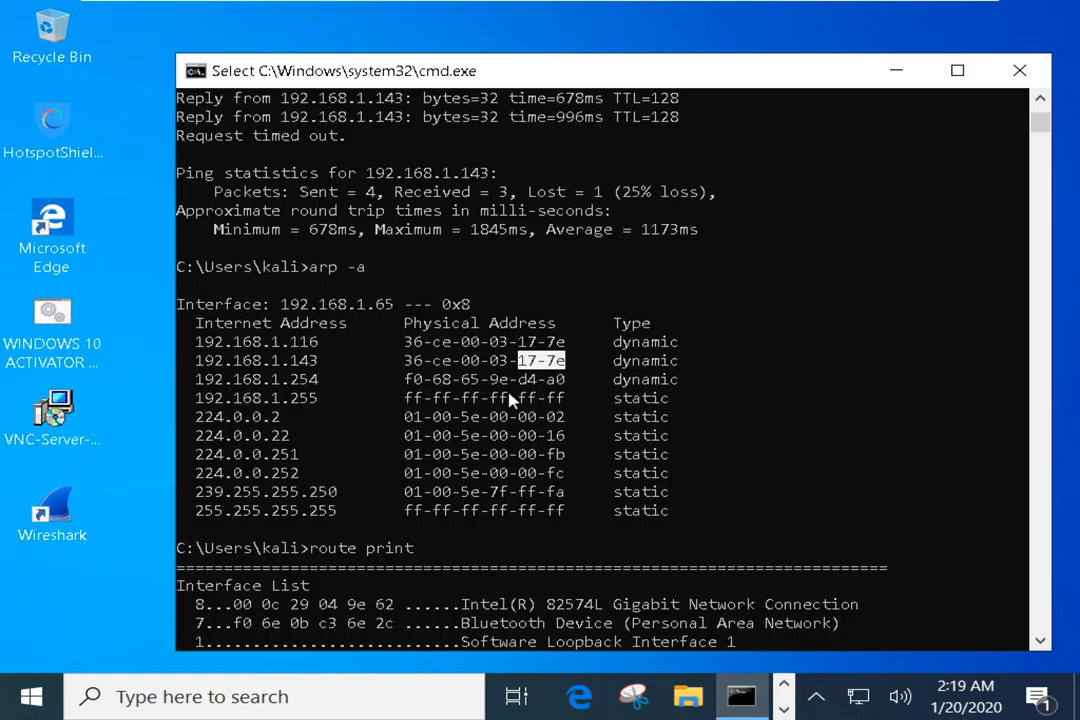 Recycle Bin
HotspotShiel...
Microsoft
Edge
WINDOWS 10
ACTIVATOR ...
VNC-Server-...
Wireshark
Select C:\Windows\system32\cmd.exe
Reply from 192.168.1.143: bytes=32 time=678ms TTL=128
Reply from 192.168.1.143: bytes=32 time=996ms TTL=128
Request timed out.
Ping statistics for 192.168.1.143:
Packets: Sent = 4, Received = 3, Lost = 1 (25% loss),
Approximate round trip times in milli-seconds:
Minimum = 678ms, Maximum = 1845ms, Average = 1173ms
C:\Users\kali>arp -a
Interface: 192.168.1.65 --- 0x8
Internet Address Physical Address Type
192.168.1.116 36-ce-00-03-17-7e dynamic
192.168.1.143 36-ce-00-03-17-7e dynamic
192.168.1.254 f0-68-65-9e-d4-a0 dynamic
192.168.1.255 ff-ff-ff-ff-ff-ff static
224.0.0.2 01-00-5e-00-00-02 static
224.0.0.22 01-00-5e-00-00-16 static
224.0.0.251 01-00-5e-00-00-fb static
224.0.0.252 01-00-5e-00-00-fc static
239.255.255.250 01-00-5e-7f-ff-fa static
255.255.255.255 ff-ff-ff-ff-ff-ff static
C:\Users\kali>route print
===========================================================================
Interface List
8...00 0c 29 04 9e 62 ......Intel(R) 82574L Gigabit Network Connection
7...f0 6e 0b c3 6e 2c ......Bluetooth Device (Personal Area Network)
1...........................Software Loopback Interface 1
Type here to search
2:19 AM
1/20/2020
1